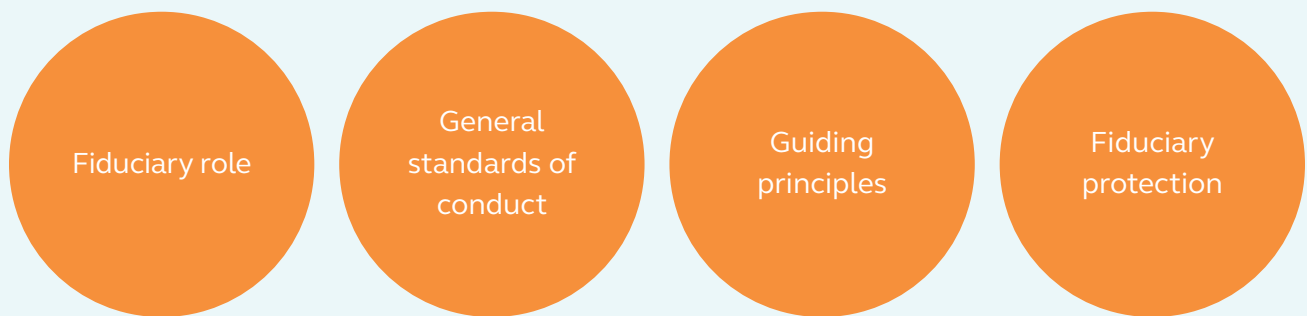 Fiduciary role
General
standards of
conduct
Guiding
principles
Fiduciary
protection